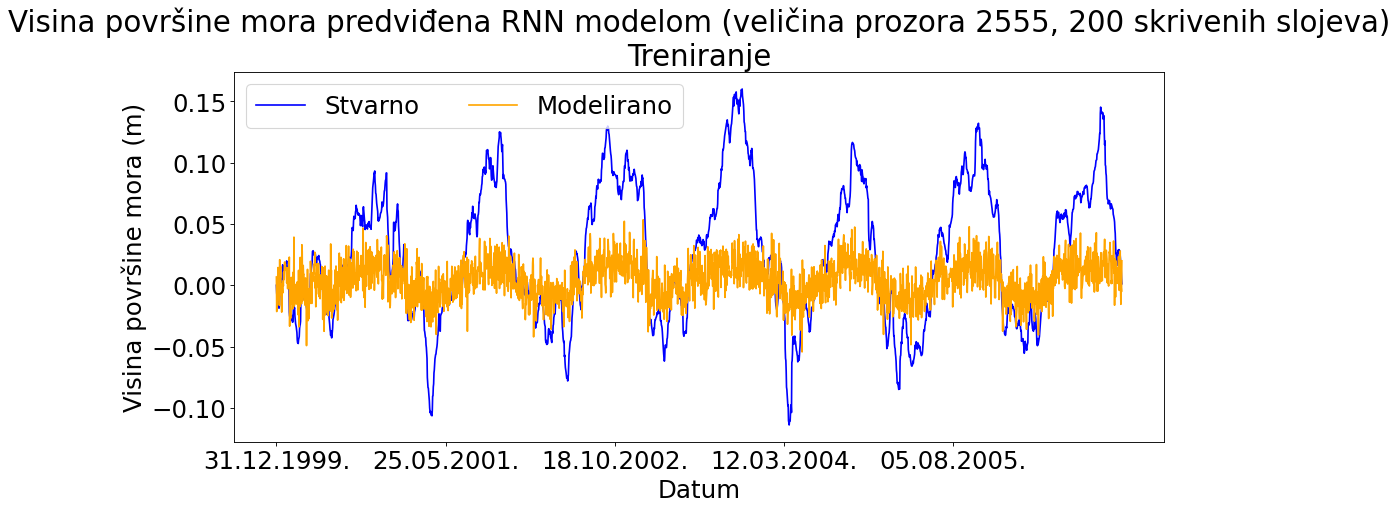 Visina površine mora predviđena RNN modelom (veličina prozora 2555, 200 skrivenih slojeva)
Treniranje
Stvarno Modelirano
Visina površine mora (m)
0.15
0.10
0.05
0.00
−0.05
−0.10
31.12.1999. 25.05.2001. 18.10.2002. 12.03.2004. 05.08.2005.
Datum